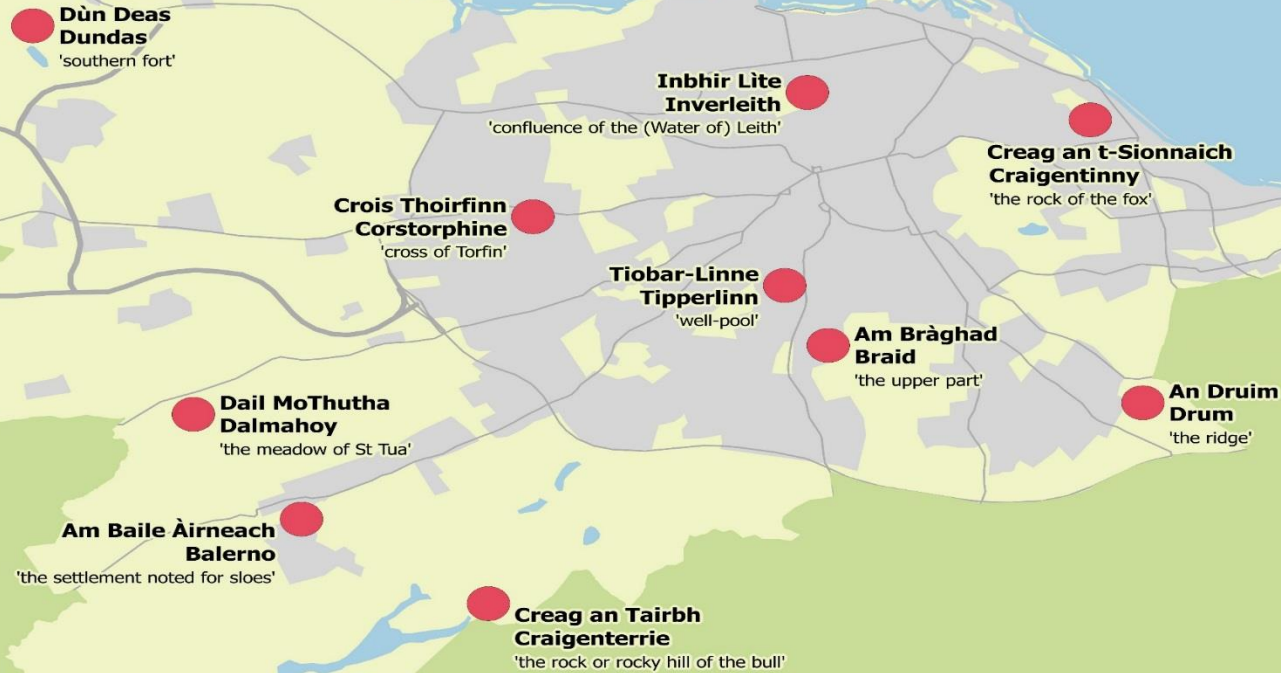 Dùn Deas
Dundas
'southern fort'
Inbhir Lìte
Inverleith
'confluence of the (Water of) Leith'
Creag an t-Sionnaich
Craigentinny
'the rock of the fox'
Crois Thoirfinn
Corstorphine
'cross of Torfin'
Tiobar-Linne
Tipperlinn
'well-pool'
Am Bràghad
Braid
'the upper part'
An Druim
Drum
'the ridge'
Dail MoThutha
Dalmahoy
'the meadow of St Tua'
Am Baile Àirneach
Balerno
'the settlement noted for sloes'
Creag an Tairbh
Craigenterrie
'the rock or rocky hill of the bull'